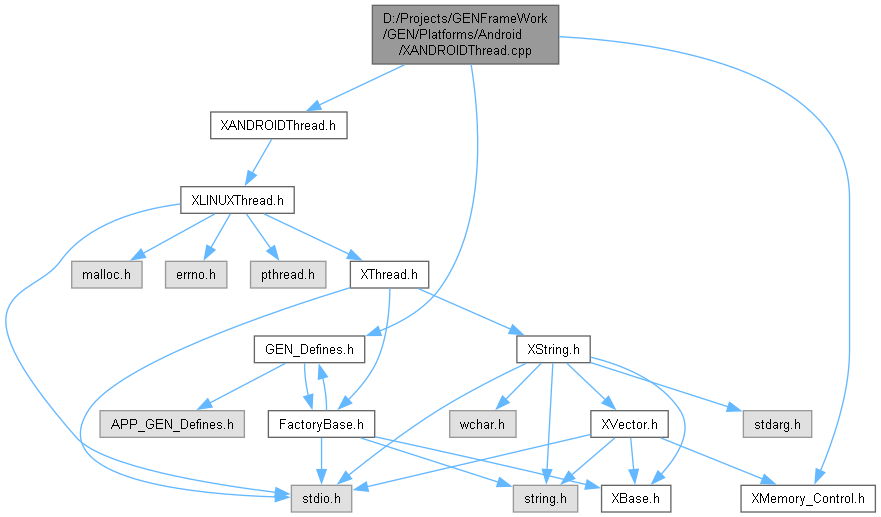 D:/Projects/GENFrameWork
/GEN/Platforms/Android
/XANDROIDThread.cpp
XANDROIDThread.h
XLINUXThread.h
malloc.h
errno.h
pthread.h
XThread.h
GEN_Defines.h
XString.h
APP_GEN_Defines.h
FactoryBase.h
wchar.h
XVector.h
stdarg.h
stdio.h
string.h
XBase.h
XMemory_Control.h